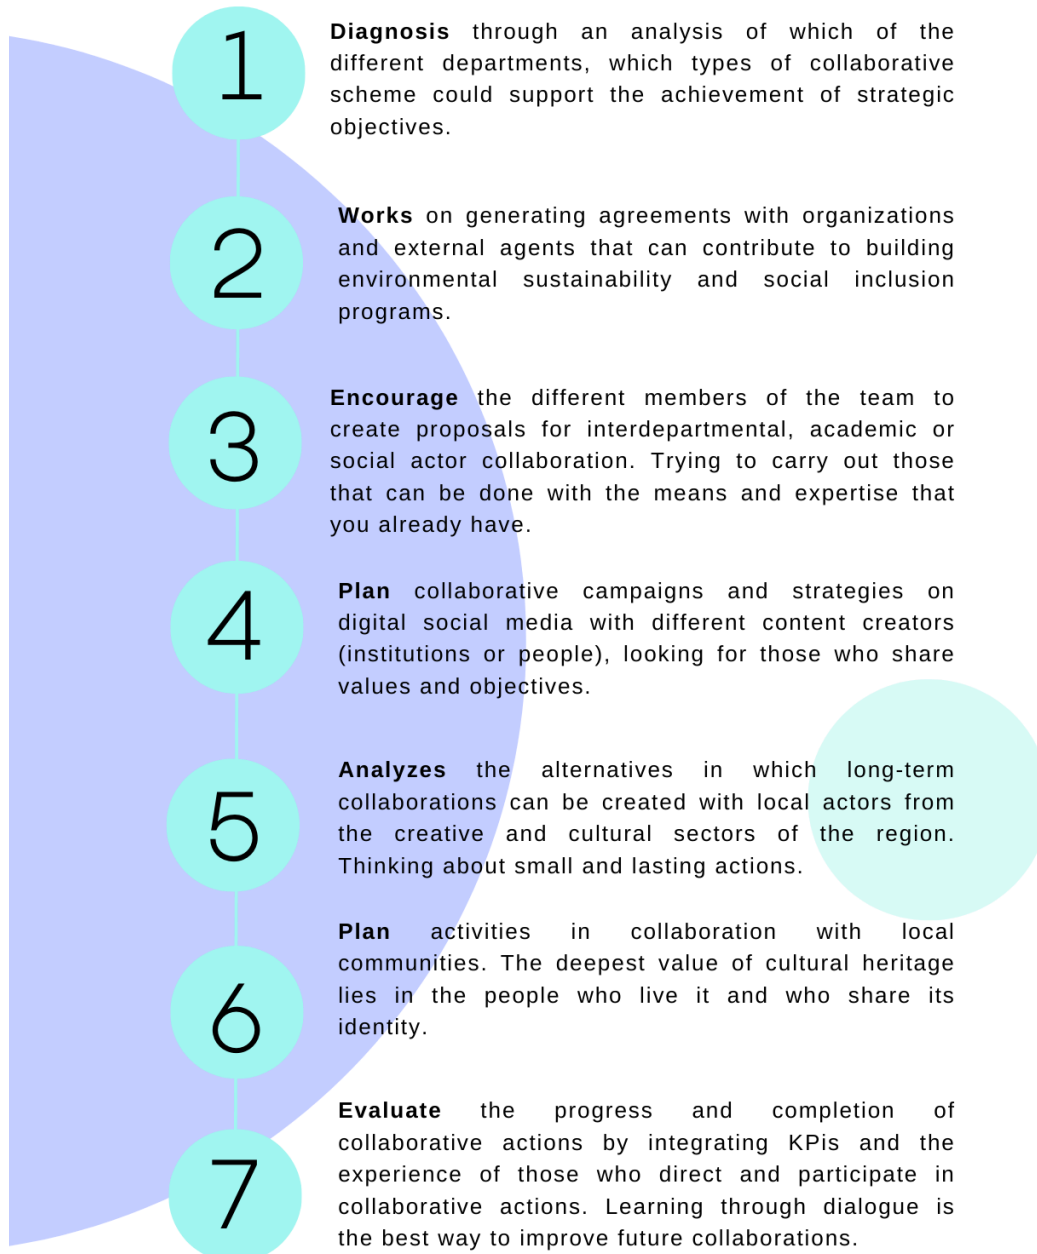 1
Diagnosis through an analysis of which of the
different departments, which types of collaborative
scheme could support the achievement of strategic
objectives.
2
Works on generating agreements with organizations
and external agents that can contribute to building
environmental sustainability and social inclusion
programs.
3
Encourage the different members of the team to
create proposals for interdepartmental, academic or
social actor collaboration. Trying to carry out those
that can be done with the means and expertise that
you already have.
4
Plan collaborative campaigns and strategies on
digital social media with different content creators
(institutions or people), looking for those who share
values and objectives.
5
Analyzes the alternatives in which long-term
collaborations can be created with local actors from
the creative and cultural sectors of the region.
Thinking about small and lasting actions.
6
Plan activities in collaboration with local
communities. The deepest value of cultural heritage
lies in the people who live it and who share its
identity.
7
Evaluate the progress and completion of
collaborative actions by integrating KPis and the
experience of those who direct and participate in
collaborative actions. Learning through dialogue is
the best way to improve future collaborations.